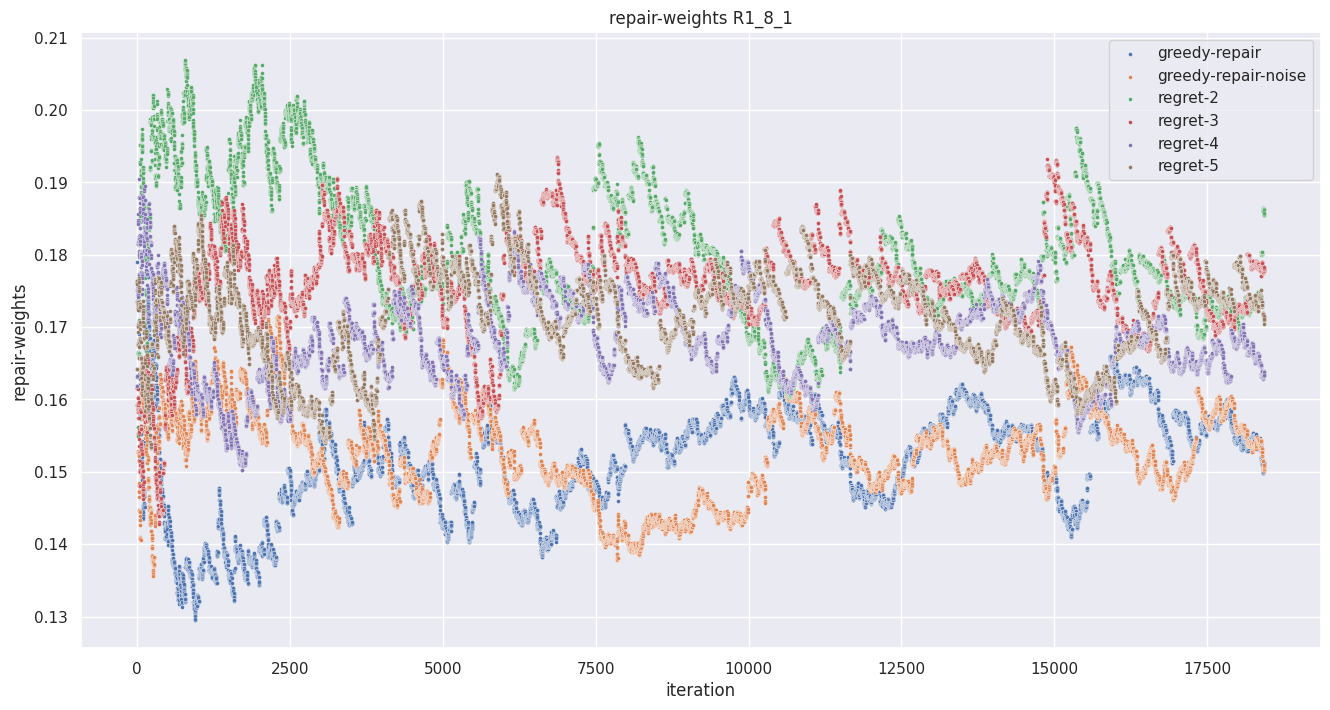 repair-weights R1_8_1
greedy-repair
greedy-repair-noise
regret-2
regret-3
regret-4
regret-5
repair-weights
0.21
0.20
0.19
0.18
0.17
0.16
0.15
0.14
0.13
0
2500
5000
7500
10000
12500
15000
17500
iteration